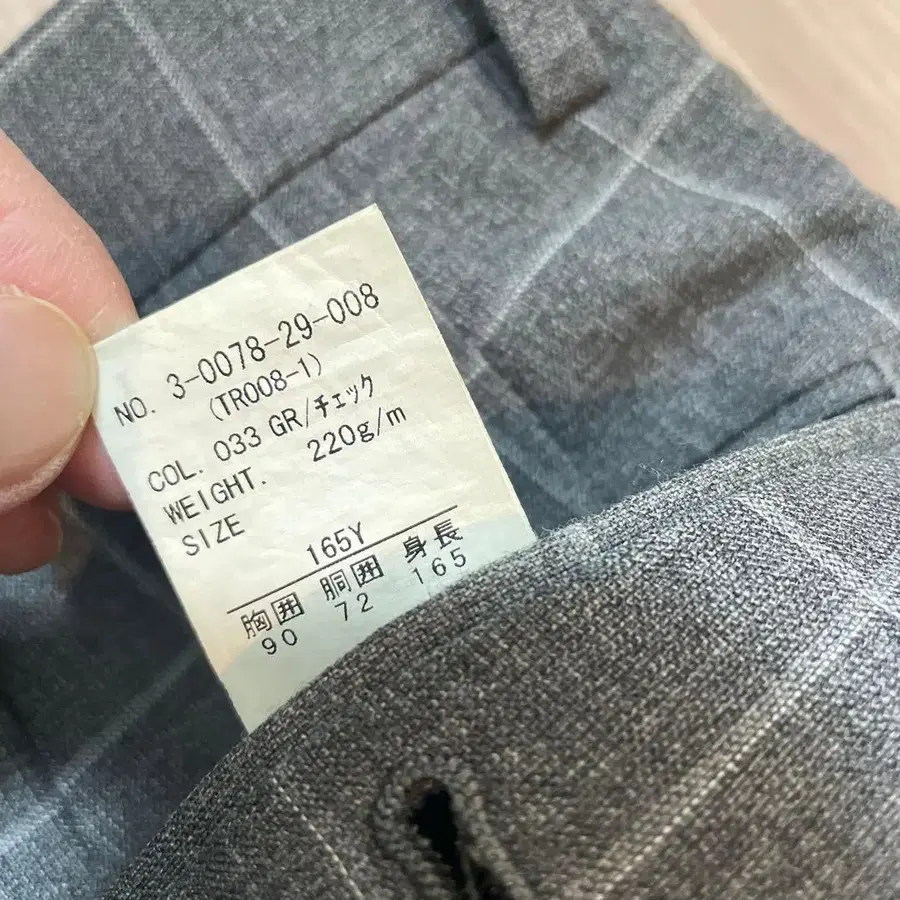 NO. 3-0078-29-008
(TR008-1)
COL. 033 GR/チェック
WEIGHT. 220g/m
SIZE
165Y
胸囲 胴囲 身長
90 72 165